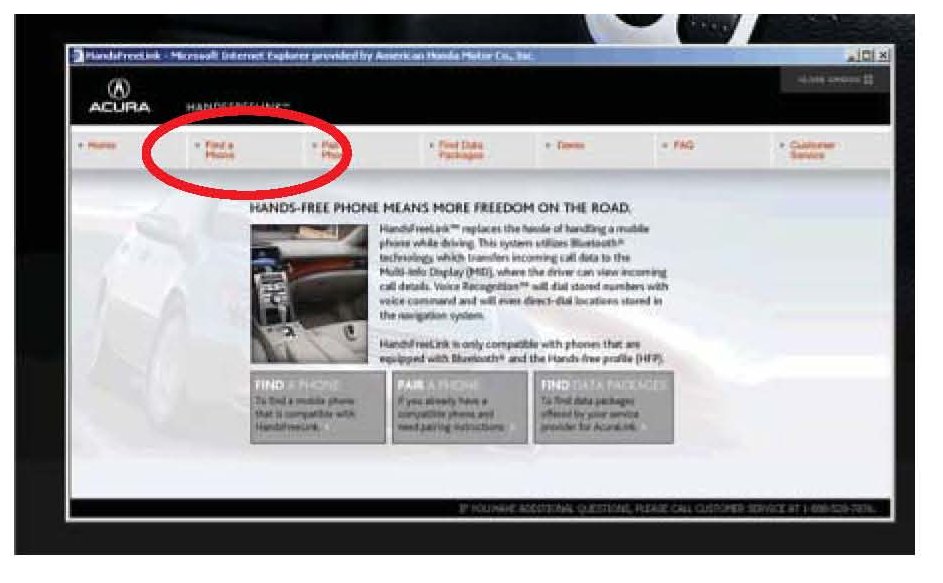 HandsFreeLink - Microsoft Internet Explorer provided by American Honda Motor Co., Inc.
ACURA
HANDSFREELINK™
CLOSE WINDOW
Home
Find a
Phone
Pair a
Phone
Find Data
Packages
Demo
FAQ
Customer
Service
HANDS-FREE PHONE MEANS MORE FREEDOM ON THE ROAD.
HandsFreeLink™ replaces the hassle of handling a mobile
phone while driving. This system utilizes Bluetooth®
technology, which transfers incoming call data to the
Multi-Info Display (MID), where the driver can view incoming
call details. Voice Recognition™ will dial stored numbers with
voice command and will even direct-dial locations stored in
the navigation system.
HandsFreeLink is only compatible with phones that are
equipped with Bluetooth® and the Hands-free profile (HFP).
FIND A PHONE
To find a mobile phone
that is compatible with
HandsFreeLink.
PAIR A PHONE
If you already have a
compatible phone and
need pairing instructions.
FIND DATA PACKAGES
To find data packages
offered by your service
provider for AcuraLink.
IF YOU HAVE ADDITIONAL QUESTIONS, PLEASE CALL CUSTOMER SERVICE AT